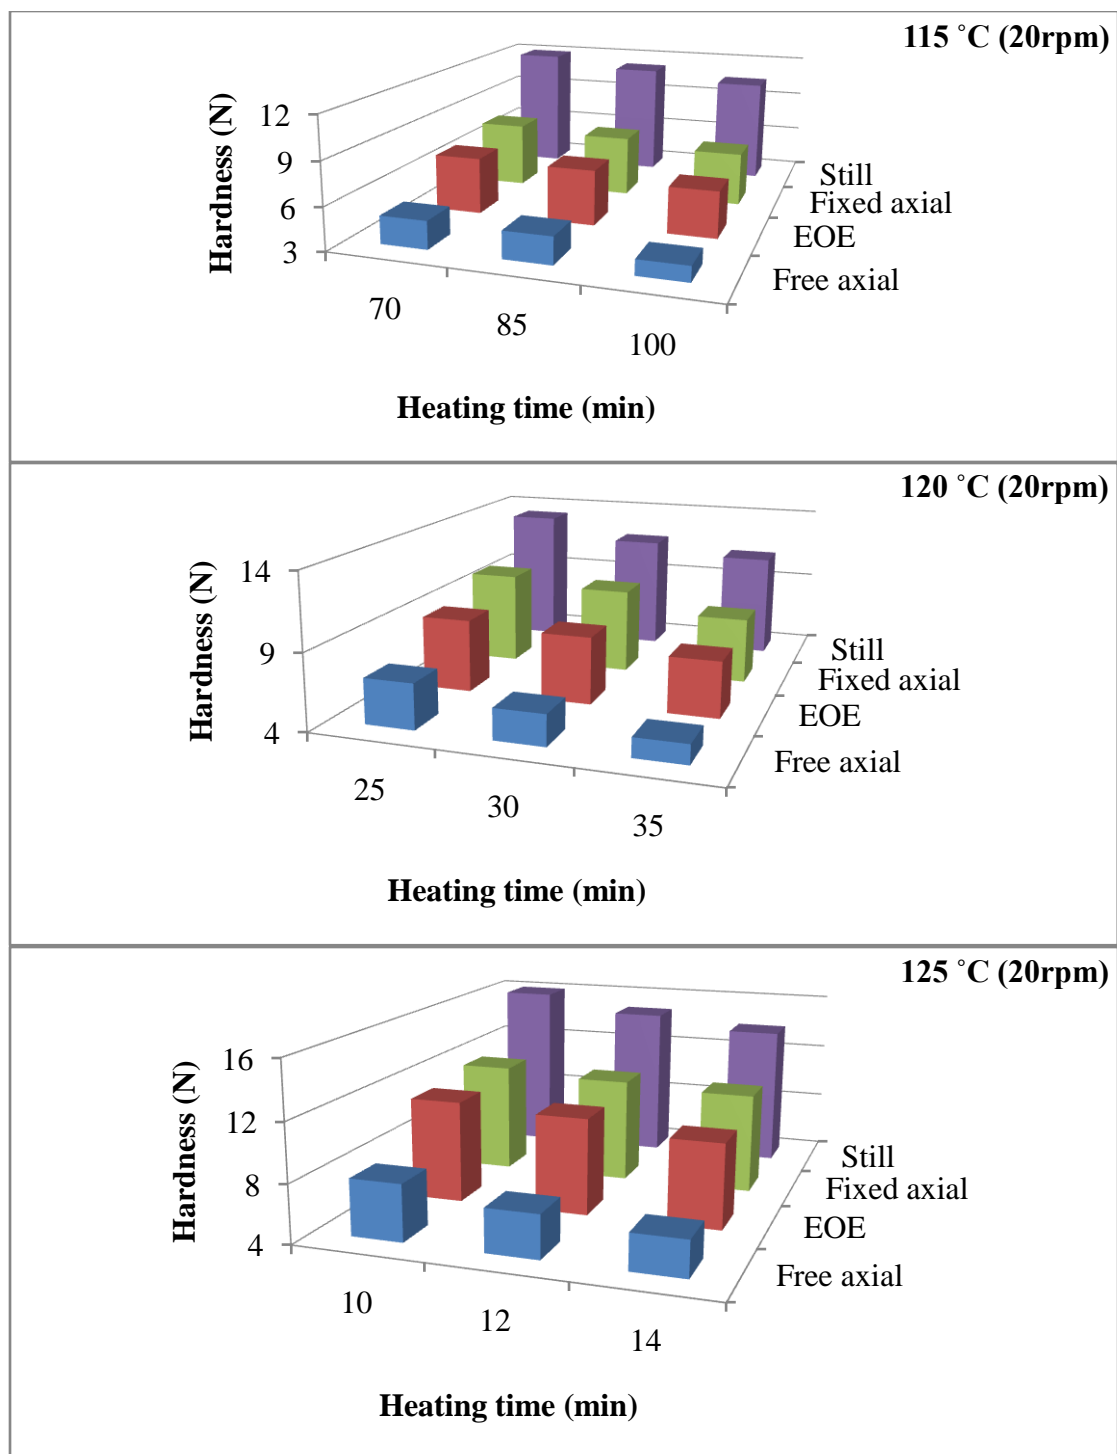 115 ˚C (20rpm)
Hardness (N)
12
9
6
3
Still
Fixed axial
EOE
Free axial
70
85
100
Heating time (min)
120 ˚C (20rpm)
Hardness (N)
14
9
4
Still
Fixed axial
EOE
Free axial
25
30
35
Heating time (min)
125 ˚C (20rpm)
Hardness (N)
16
12
8
4
Still
Fixed axial
EOE
Free axial
10
12
14
Heating time (min)